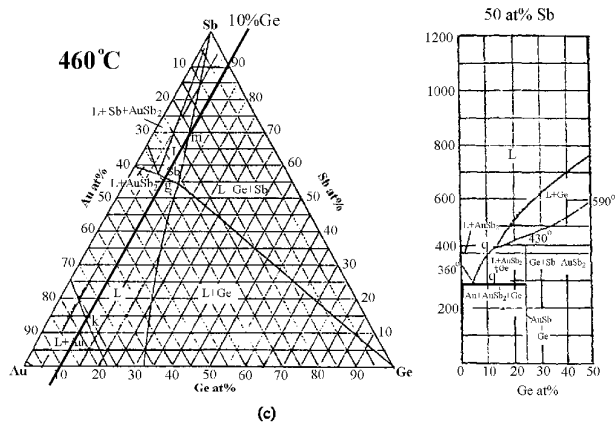 10%Ge
Sb
460°C
10
90
20
30
40
50
60
70
80
90
Au at%
Sb at%
90
60
50
40
30
20
10
L+Sb+AuSb2
L+AuSb2
m
L
Sb
g
L Ge+Sb
L
L+Ge
k
L+Au
Au
10
20
30
40
50
60
70
80
90
Ge
Ge at%
(c)
50 at% Sb
1200
1000
800
600
400
360°
200
L
L+Ge
590°
430°
L+AuSb2
q
L+AuSb2
Ge
Ge+Sb AuSb2
q
Au+AuSb2+Ge
AuSb
Ge
0
10
20
30
40
50
Ge at%